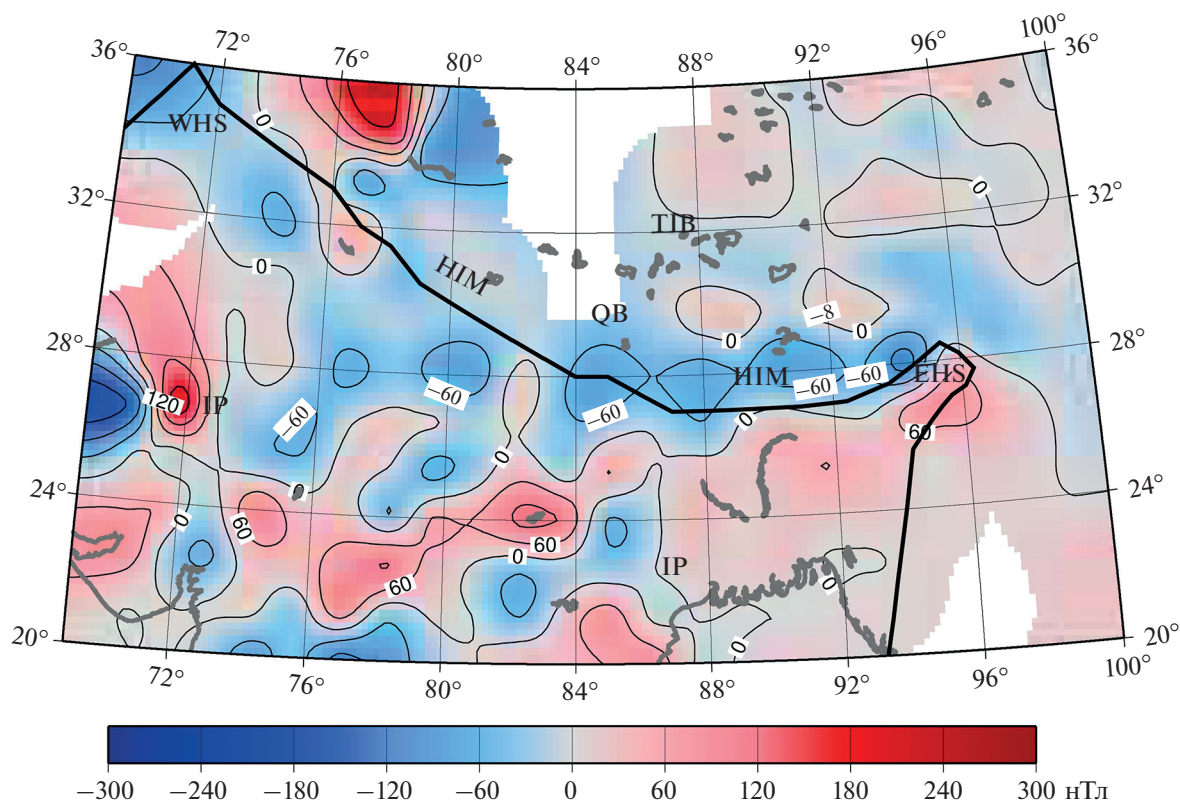 72° 76° 80° 84° 88° 92° 96° 100°
36° 36°
WHS 0
32° 0 32°
TIB
0 HIM
QB −8
28° 0 0 28°
120 IP −60 −60 −60 HIM −60 −60 EHS
0 0 60
24° 0 24°
0 60 0 60
60 IP 0
20° 0 20°
72° 76° 80° 84° 88° 92° 96° 100°
−300 −240 −180 −120 −60 0 60 120 180 240 300 нТл